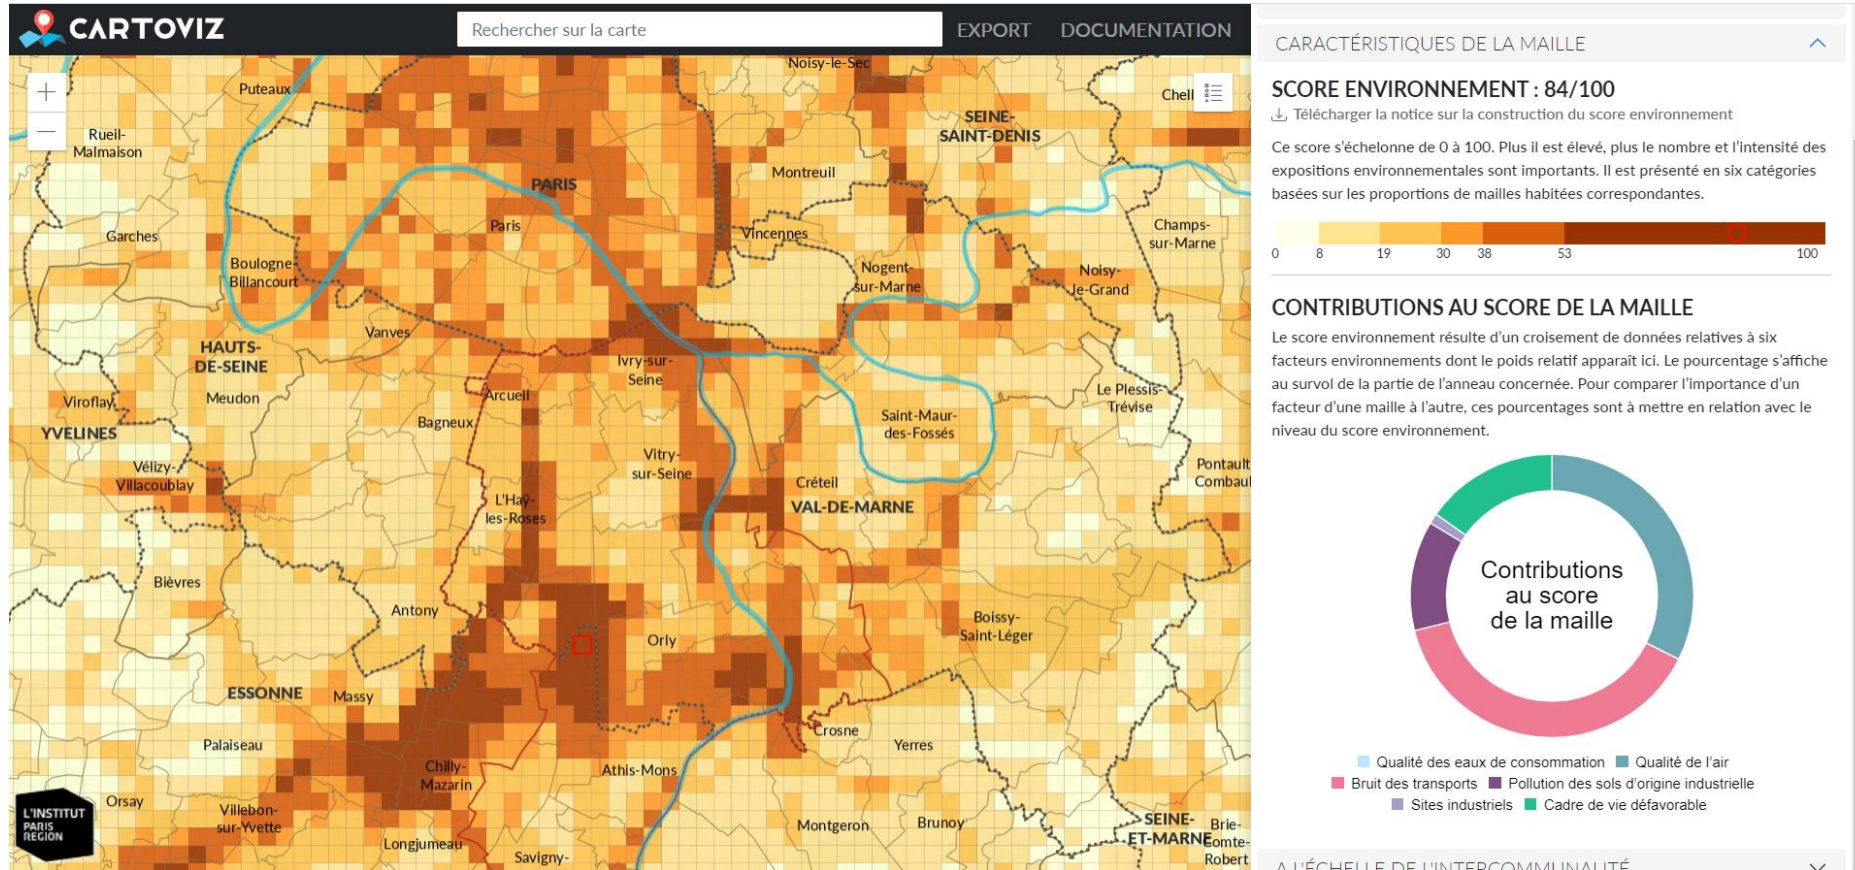 CARTOVIZ
Rechercher sur la carte
EXPORT
DOCUMENTATION
+
−
Noisy-le-Sec
Puteaux
Chell
SEINE-
SAINT-DENIS
Rueil-
Malmaison
Montreuil
PARIS
Paris
Garches
Vincennes
Champs-
sur-Marne
Boulogne-
Billancourt
Nogent-
sur-Marne
Noisy-
le-Grand
Vanves
HAUTS-
DE-SEINE
Ivry-sur-
Seine
Arcueil
Le Plessis-
Trévise
Viroflay
Meudon
Bagneux
Saint-Maur-
des-Fossés
YVELINES
Vélizy-
Villacoublay
Vitry-
sur-Seine
Créteil
Pontault
Combaul
L'Haÿ-
les-Roses
VAL-DE-MARNE
Bièvres
Antony
Orly
Boissy-
Saint-Léger
ESSONNE
Massy
Crosne
Palaiseau
Yerres
Chilly-
Mazarin
Athis-Mons
Orsay
Villebon-
sur-Yvette
Longjumeau
Savigny-
Montgeron
Brunoy
SEINE-
ET-MARNE
Brie-
Comte-
Robert
L'INSTITUT
PARIS
REGION
CARACTÉRISTIQUES DE LA MAILLE
SCORE ENVIRONNEMENT : 84/100
Télécharger la notice sur la construction du score environnement
Ce score s'échelonne de 0 à 100. Plus il est élevé, plus le nombre et l'intensité des
expositions environnementales sont importants. Il est présenté en six catégories
basées sur les proportions de mailles habitées correspondantes.
0 8 19 30 38 53 100
CONTRIBUTIONS AU SCORE DE LA MAILLE
Le score environnement résulte d'un croisement de données relatives à six
facteurs environnements dont le poids relatif apparaît ici. Le pourcentage s'affiche
au survol de la partie de l'anneau concernée. Pour comparer l'importance d'un
facteur d'une maille à l'autre, ces pourcentages sont à mettre en relation avec le
niveau du score environnement.
Contributions
au score
de la maille
Qualité des eaux de consommation Qualité de l'air
Bruit des transports Pollution des sols d'origine industrielle
Sites industriels Cadre de vie défavorable
A L'ÉCHELLE DE L'INTERCOMMUNALITÉ